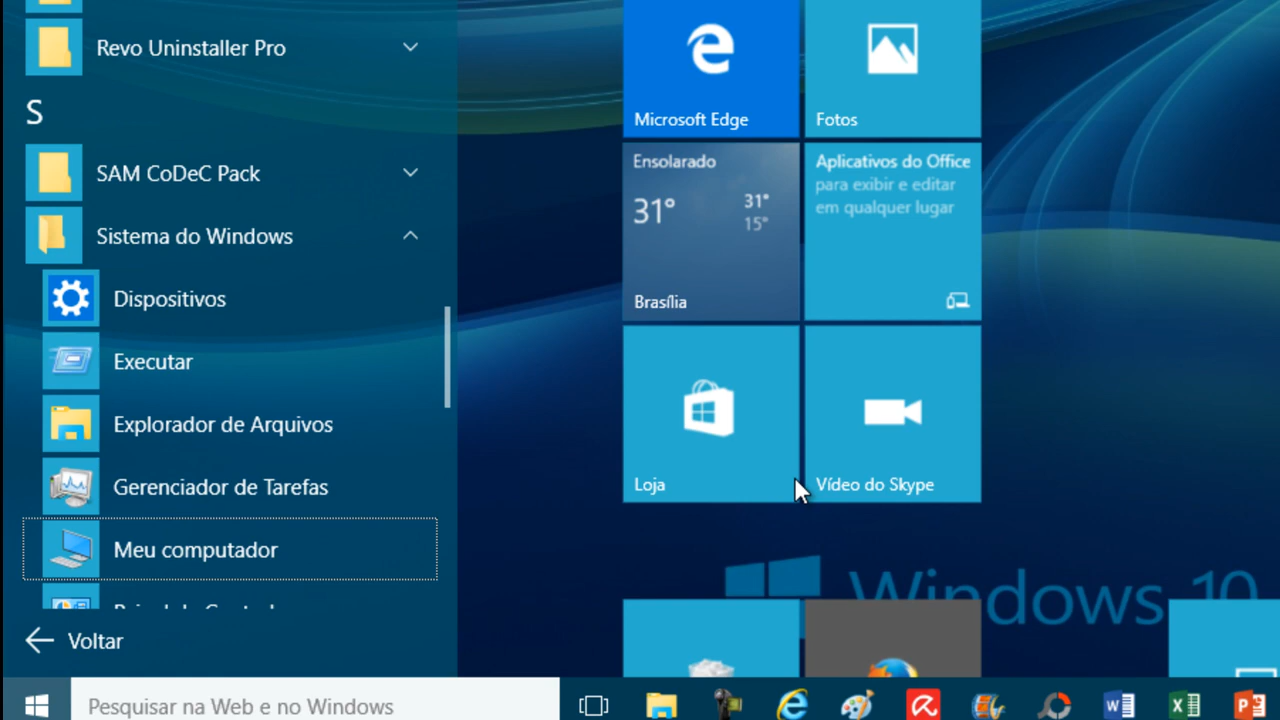 Revo Uninstaller Pro
S
SAM CoDeC Pack
Sistema do Windows
Dispositivos
Executar
Explorador de Arquivos
Gerenciador de Tarefas
Meu computador
Voltar
Pesquisar na Web e no Windows
Microsoft Edge
Fotos
Ensolarado
31°
31°
15°
Brasília
Aplicativos do Office
para exibir e editar
em qualquer lugar
Loja
Vídeo do Skype
Windows 10